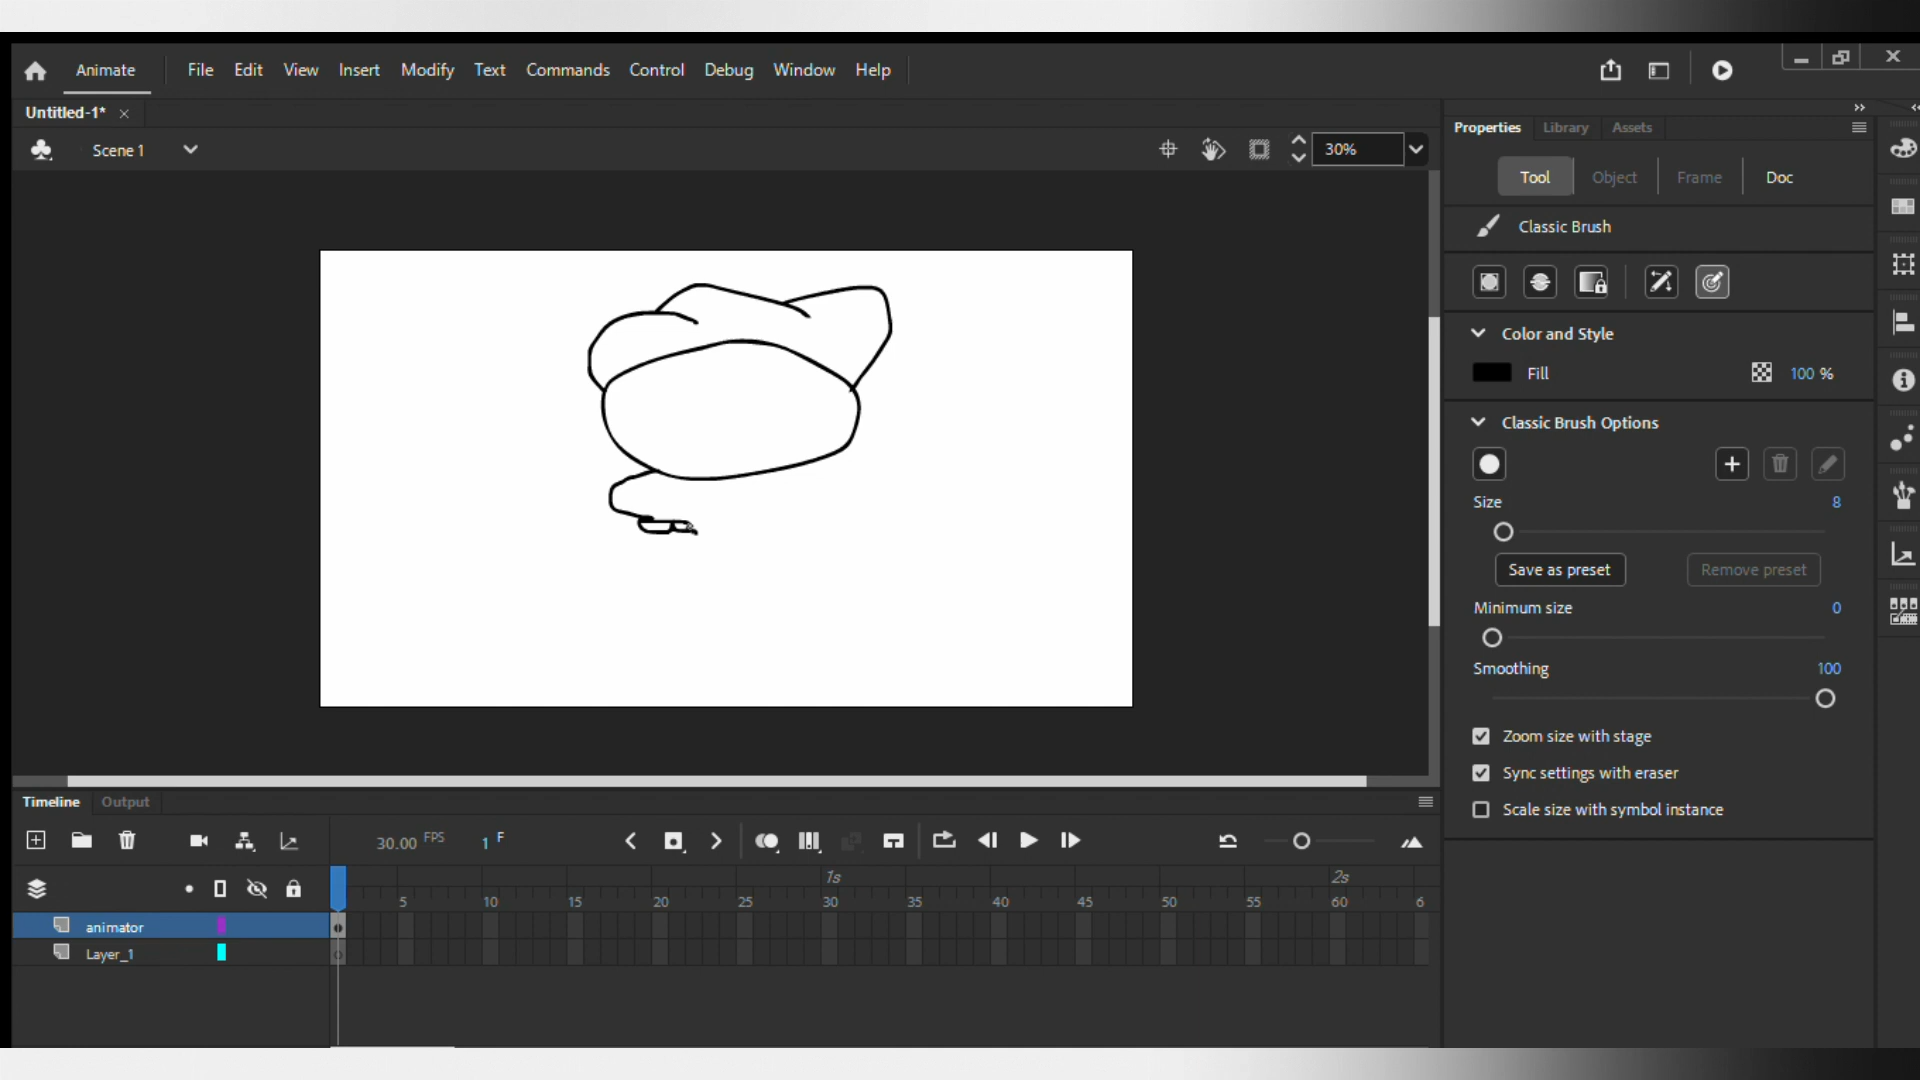 Animate File Edit View Insert Modify Text Commands Control Debug Window Help
Untitled-1*
Scene 1
30%
Properties Library Assets
Tool Object Frame Doc
Classic Brush
Color and Style
Fill 100 %
Classic Brush Options
Size 8
Save as preset Remove preset
Minimum size 0
Smoothing 100
Zoom size with stage
Sync settings with eraser
Scale size with symbol instance
Timeline Output
30.00 FPS 1 F
1s 2s
5 10 15 20 25 30 35 40 45 50 55 60 6
animator
Layer_1